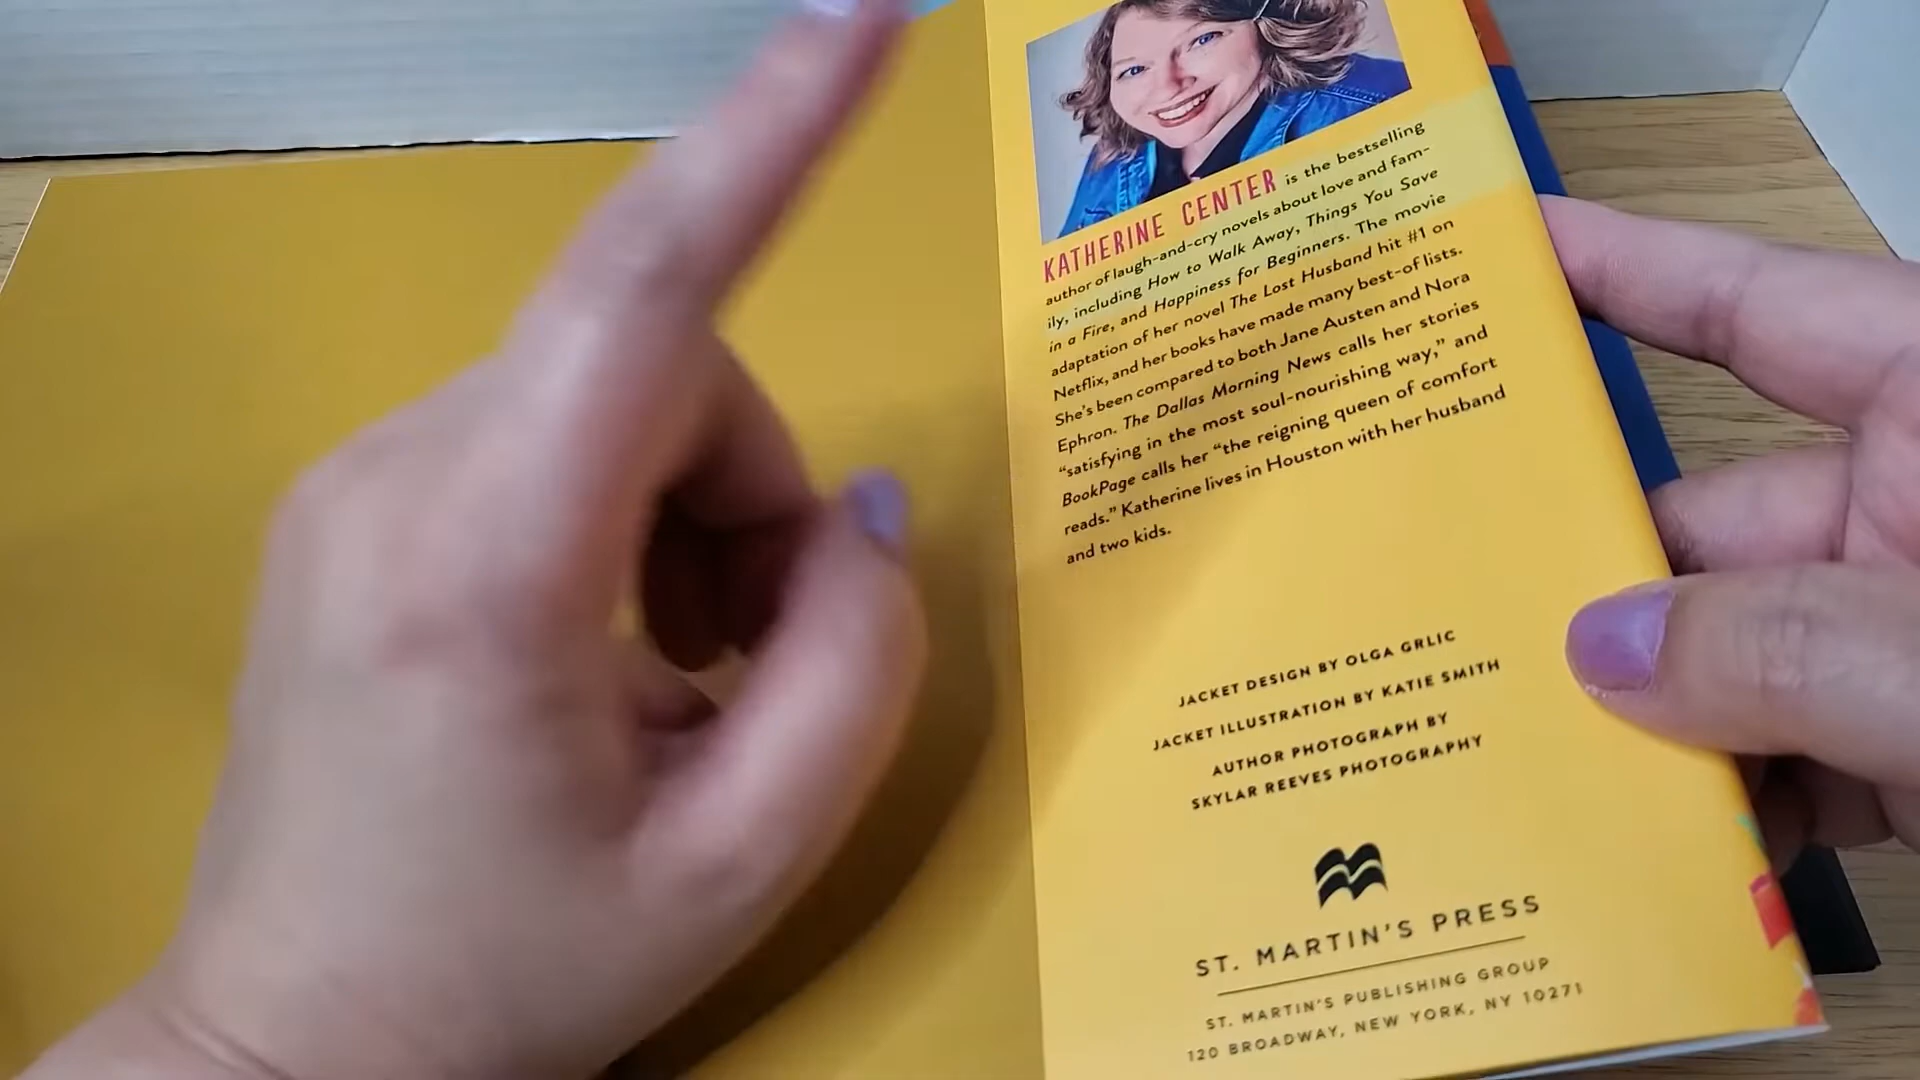 KATHERINE CENTER is the bestselling
author of laugh-and-cry novels about love and fam-
ily, including How to Walk Away, Things You Save
in a Fire, and Happiness for Beginners. The movie
adaptation of her novel The Lost Husband hit #1 on
Netflix, and her books have made many best-of lists.
She's been compared to both Jane Austen and Nora
Ephron. The Dallas Morning News calls her stories
“satisfying in the most soul-nourishing way,” and
BookPage calls her “the reigning queen of comfort
reads.” Katherine lives in Houston with her husband
and two kids.
JACKET DESIGN BY OLGA GRLIC
JACKET ILLUSTRATION BY KATIE SMITH
AUTHOR PHOTOGRAPH BY
SKYLAR REEVES PHOTOGRAPHY
ST. MARTIN'S PRESS
ST. MARTIN'S PUBLISHING GROUP
120 BROADWAY, NEW YORK, NY 10271